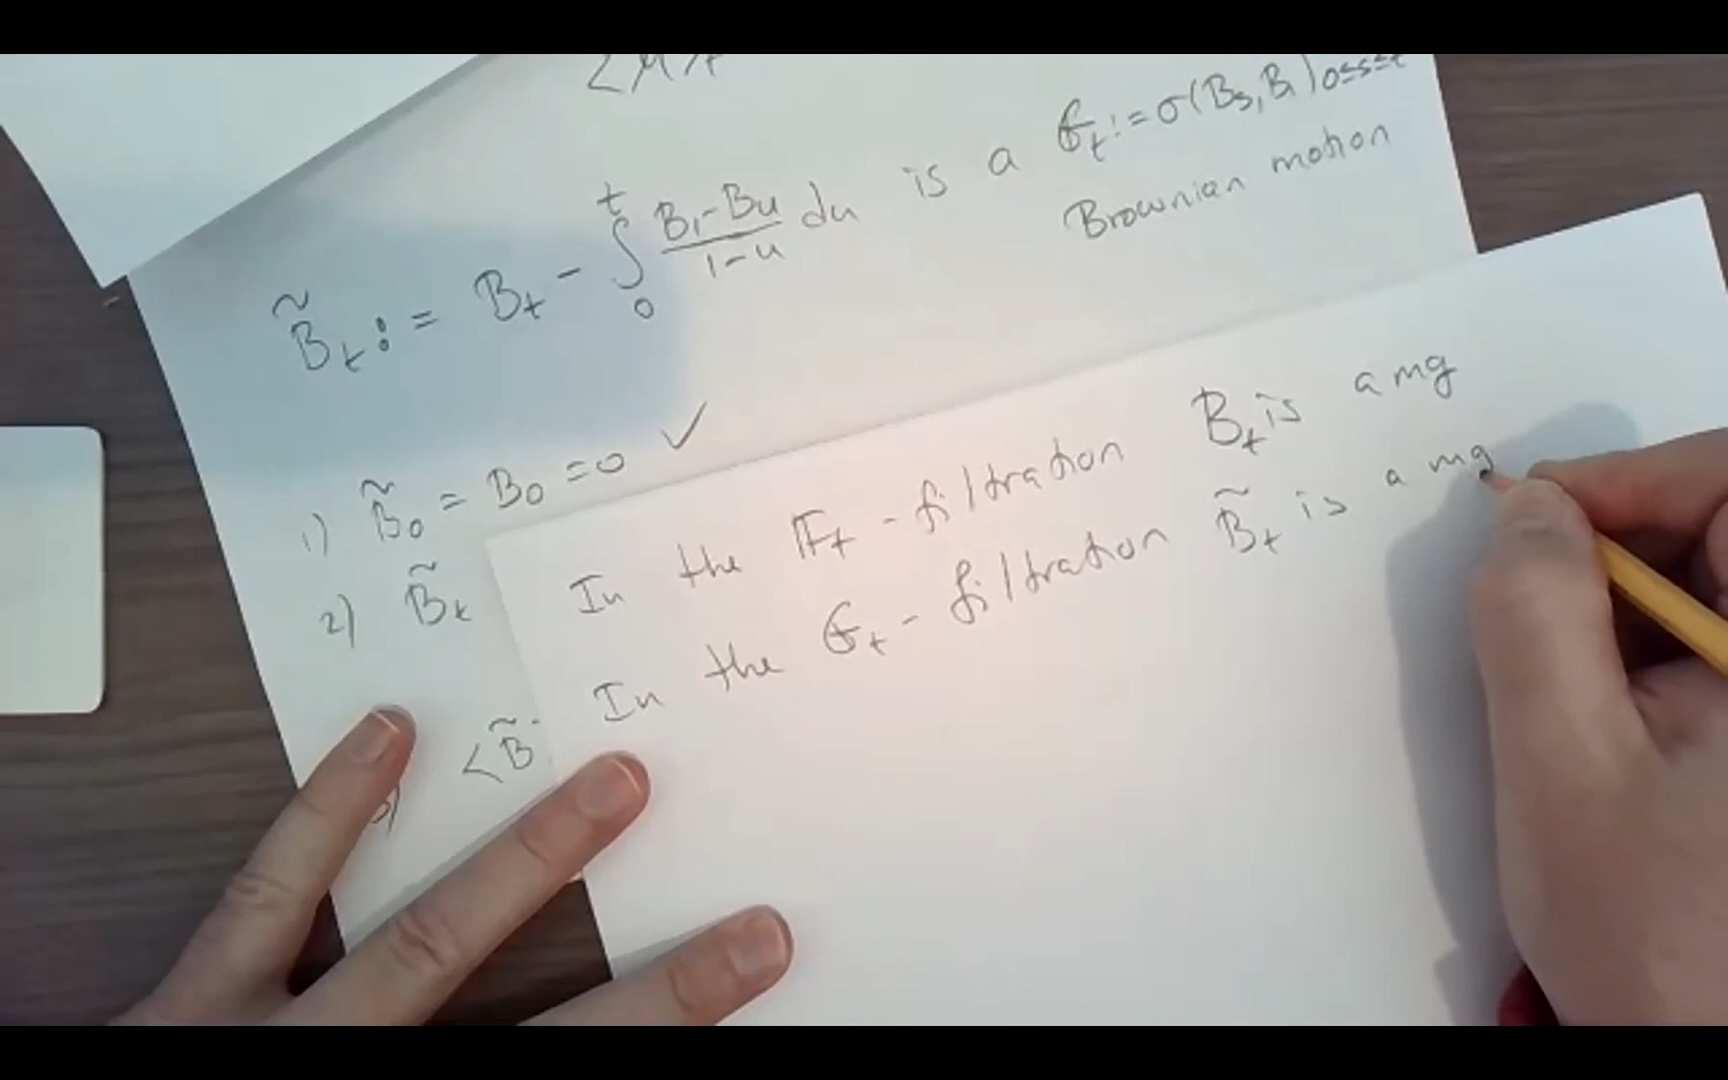 <M>t
B̃t := Bt - ∫₀ᵗ (B₁-Bu)/(1-u) du is a Gt := σ(Bs, B₁)0≤s≤t
Brownian motion
1) B̃0 = B0 = 0 ✓
2) B̃t
<B̃
In the Ft - filtration Bt is a mg
In the Gt - filtration B̃t is a mg